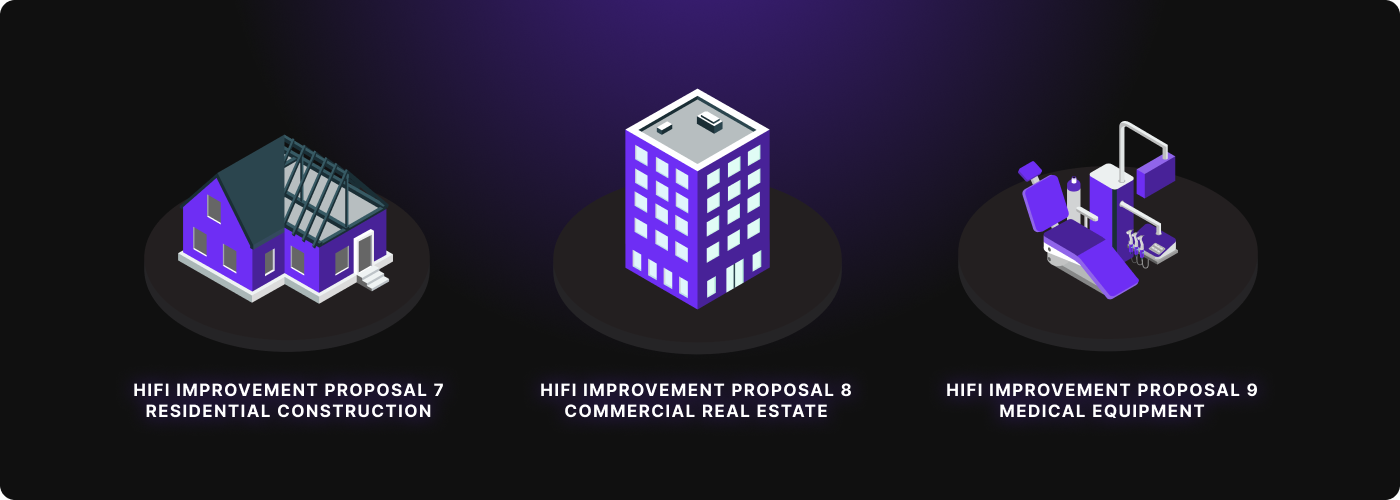 HIFI IMPROVEMENT PROPOSAL 7
RESIDENTIAL CONSTRUCTION
HIFI IMPROVEMENT PROPOSAL 8
COMMERCIAL REAL ESTATE
HIFI IMPROVEMENT PROPOSAL 9
MEDICAL EQUIPMENT